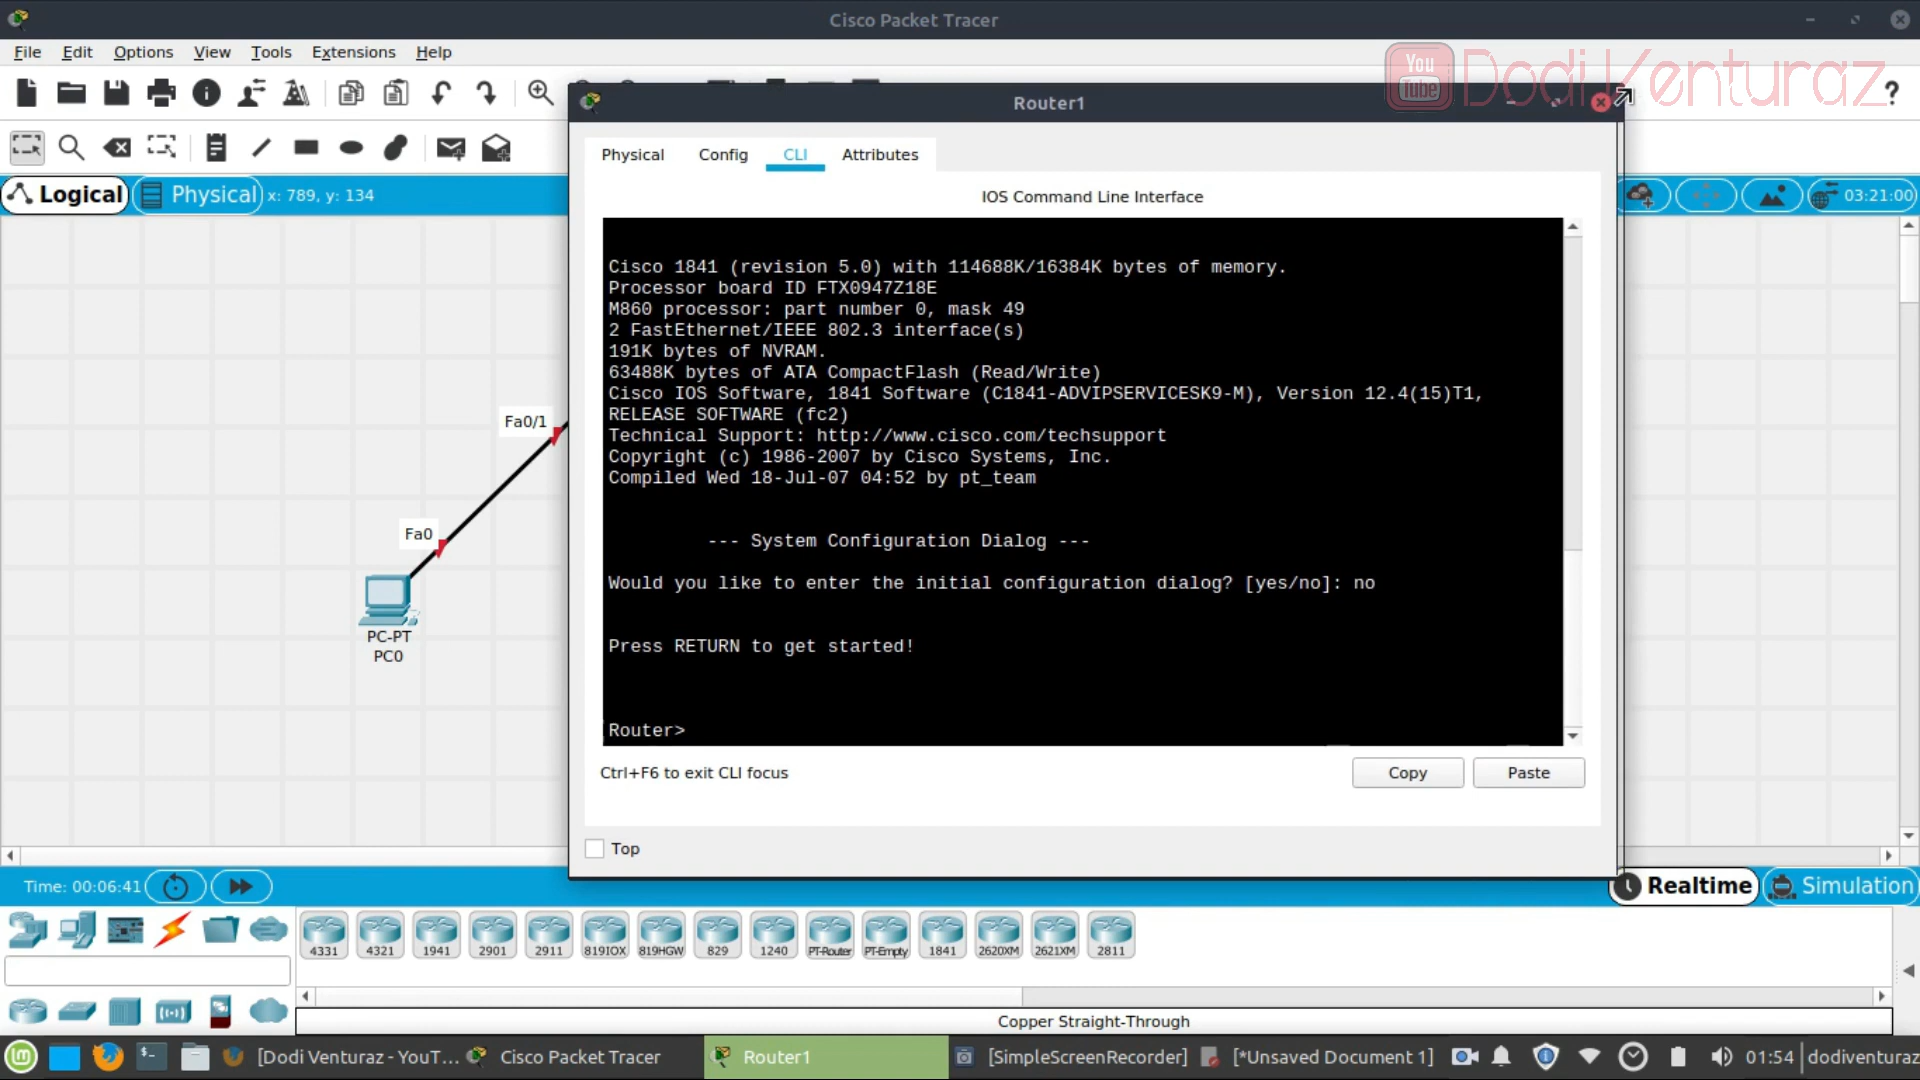 Cisco Packet Tracer
File Edit Options View Tools Extensions Help
You Tube Dodi Venturaz
?
Router1
Physical Config CLI Attributes
Logical Physical x: 789, y: 134
03:21:00
IOS Command Line Interface
Cisco 1841 (revision 5.0) with 114688K/16384K bytes of memory.
Processor board ID FTX0947Z18E
M860 processor: part number 0, mask 49
2 FastEthernet/IEEE 802.3 interface(s)
191K bytes of NVRAM.
63488K bytes of ATA CompactFlash (Read/Write)
Cisco IOS Software, 1841 Software (C1841-ADVIPSERVICESK9-M), Version 12.4(15)T1,
RELEASE SOFTWARE (fc2)
Technical Support: http://www.cisco.com/techsupport
Copyright (c) 1986-2007 by Cisco Systems, Inc.
Compiled Wed 18-Jul-07 04:52 by pt_team
--- System Configuration Dialog ---
Would you like to enter the initial configuration dialog? [yes/no]: no
Press RETURN to get started!
Router>
Fa0/1
Fa0
PC-PT
PC0
Ctrl+F6 to exit CLI focus
Copy Paste
Top
Time: 00:06:41
Realtime Simulation
4331 4321 1941 2901 2911 819IOX 819HGW 829 1240 PT-Router PT-Empty 1841 2620XM 2621XM 2811
Copper Straight-Through
[Dodi Venturaz - YouT... Cisco Packet Tracer Router1 [SimpleScreenRecorder] [*Unsaved Document 1] 01:54 dodiventuraz